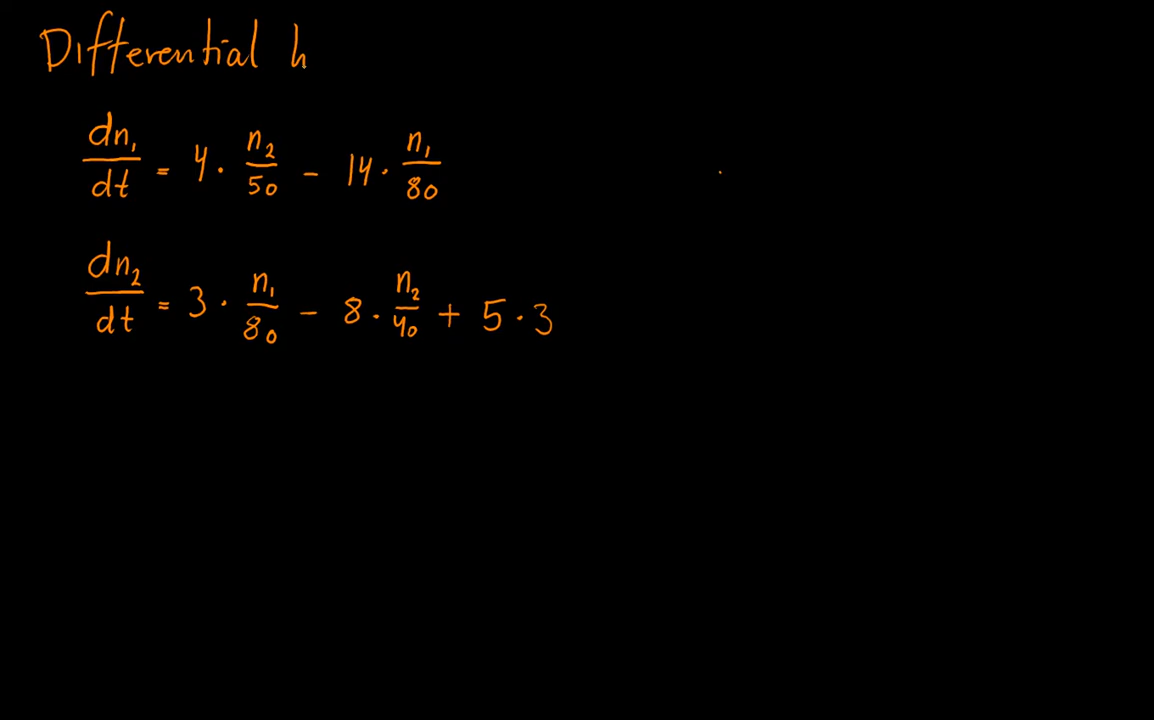 Differential h
dn₁/dt = 4 · n₂/50 - 14 · n₁/80
dn₂/dt = 3 · n₁/80 - 8 · n₂/40 + 5 · 3